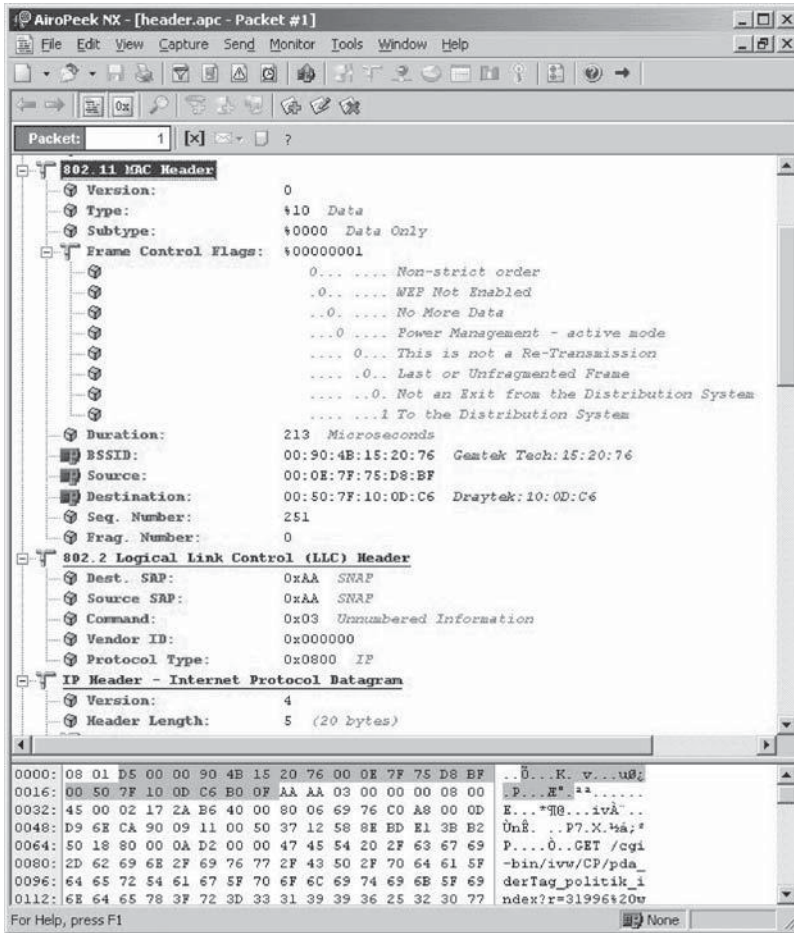 AiroPeek NX - [header.apc - Packet #1]
File Edit View Capture Send Monitor Tools Window Help
Packet: 1
802.11 MAC Header
Version: 0
Type: %10 Data
Subtype: %0000 Data Only
Frame Control Flags: %00000001
0... .... Non-strict order
.0.. .... WEP Not Enabled
..0. .... No More Data
...0 .... Power Management - active mode
.... 0... This is not a Re-Transmission
.... .0.. Last or Unfragmented Frame
.... ..0. Not an Exit from the Distribution System
.... ...1 To the Distribution System
Duration: 213 Microseconds
BSSID: 00:90:4B:15:20:76 Gemtek Tech:15:20:76
Source: 00:0E:7F:75:D8:BF
Destination: 00:50:7F:10:0D:C6 Draytek:10:0D:C6
Seq. Number: 251
Frag. Number: 0
802.2 Logical Link Control (LLC) Header
Dest. SAP: 0xAA SNAP
Source SAP: 0xAA SNAP
Command: 0x03 Unnumbered Information
Vendor ID: 0x000000
Protocol Type: 0x0800 IP
IP Header - Internet Protocol Datagram
Version: 4
Header Length: 5 (20 bytes)
0000: 08 01 D5 00 00 90 4B 15 20 76 00 0E 7F 75 D8 BF ..Õ...K. v...uØ¿
0016: 00 50 7F 10 0D C6 B0 0F AA AA 03 00 00 00 08 00 .P...Æ°.ªª......
0032: 45 00 02 17 2A B6 40 00 80 06 69 76 C0 A8 00 0D E...*¶@...ivÀ¨..
0048: D9 6E CA 90 09 11 00 50 37 12 58 8E BD E1 3B B2 ÙnÊ. ..P7.X.½á;²
0064: 50 18 80 00 0A D2 00 00 47 45 54 20 2F 63 67 69 P....Ò..GET /cgi
0080: 2D 62 69 6E 2F 69 76 77 2F 43 50 2F 70 64 61 5F -bin/ivw/CP/pda_
0096: 64 65 72 54 61 67 5F 70 6F 6C 69 74 69 6B 5F 69 derTag_politik_i
0112: 6E 64 65 78 3F 72 3D 33 31 39 39 36 25 32 30 77 ndex?r=31996%20w
For Help, press F1 None